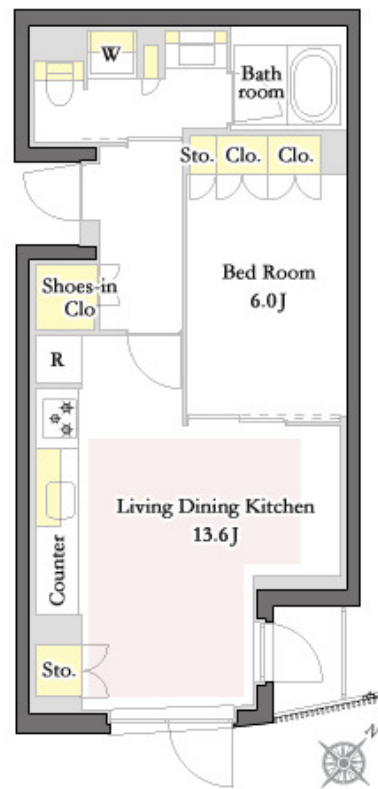 W
Bath
room
Sto.
Clo.
Clo.
Bed Room
6.0J
Shoes-in
Clo
R
Living Dining Kitchen
13.6J
Counter
Sto.
N